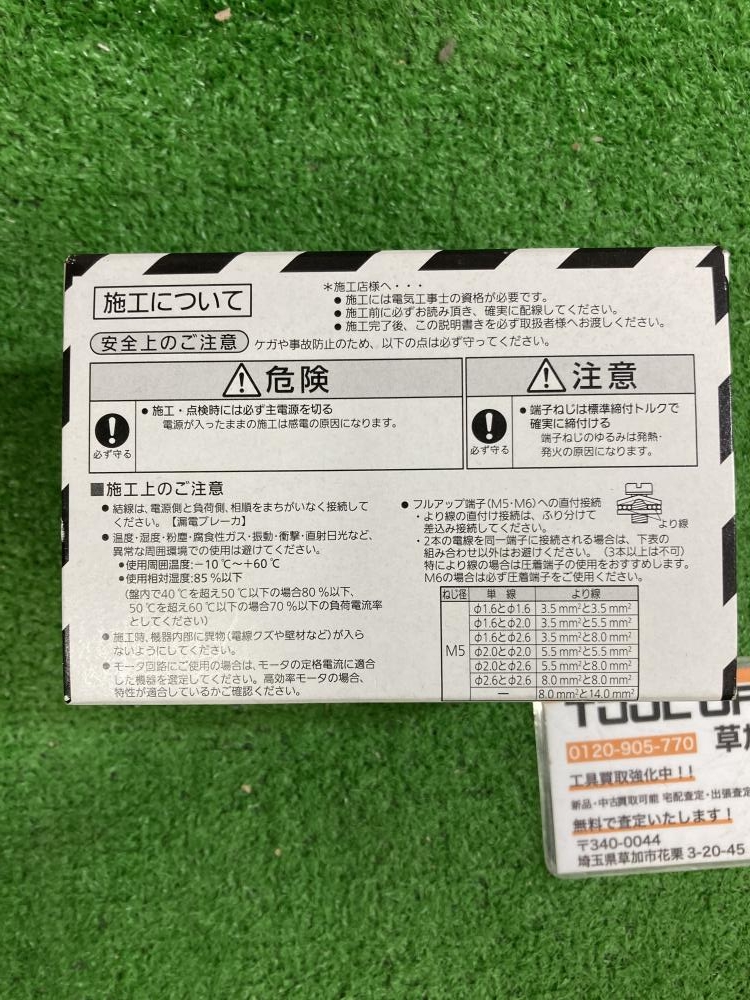 施工について
＊施工店様へ・・・
● 施工には電気工事士の資格が必要です。
● 施工前に必ずお読み頂き、確実に配線してください。
● 施工完了後、この説明書きを必ず取扱者様へお渡しください。
安全上のご注意 ケガや事故防止のため、以下の点は必ず守ってください。
危険
必ず守る
● 施工・点検時には必ず主電源を切る
電源が入ったままの施工は感電の原因になります。
注意
必ず守る
● 端子ねじは標準締付トルクで
確実に締付ける
端子ねじのゆるみは発熱・
発火の原因になります。
■施工上のご注意
● 結線は、電源側と負荷側、相順をまちがいなく接続して
ください。【漏電ブレーカ】
● 温度・湿度・粉塵・腐食性ガス・振動・衝撃・直射日光など、
異常な周囲環境での使用は避けてください。
●使用周囲温度:－10℃～＋60℃
●使用相対湿度:85％以下
(盤内で40℃を超え50℃以下の場合80％以下、
50℃を超え60℃以下の場合70％以下の負荷電流率
としてください)
● 施工時、機器内部に異物(電線クズや壁材など)が入ら
ないようにしてください。
● モータ回路にご使用の場合は、モータの定格電流に適合
した機器を選定してください。高効率モータの場合、
特性が適合しているかご確認ください。
● フルアップ端子(M5・M6)への直付接続
・より線の直付け接続は、ふり分けて
差込み接続してください。
より線
・2本の電線を同一端子に接続される場合は、下表の
組み合わせ以外はお避けください。(3本以上は不可)
特により線の場合は圧着端子の使用をおすすめします。
M6の場合は必ず圧着端子をご使用ください。
ねじ径 単線 より線
φ1.6とφ1.6 3.5mm²と3.5mm²
φ1.6とφ2.0 3.5mm²と5.5mm²
φ1.6とφ2.6 3.5mm²と8.0mm²
M5 φ2.0とφ2.0 5.5mm²と5.5mm²
φ2.0とφ2.6 5.5mm²と8.0mm²
φ2.6とφ2.6 8.0mm²と8.0mm²
― 8.0mm²と14.0mm²
TOOL OF
0120-905-770 草加
工具買取強化中！！
新品・中古買取可能 宅配査定・出張査定
無料で査定いたします！
〒340-0044
埼玉県草加市花栗 3-20-45